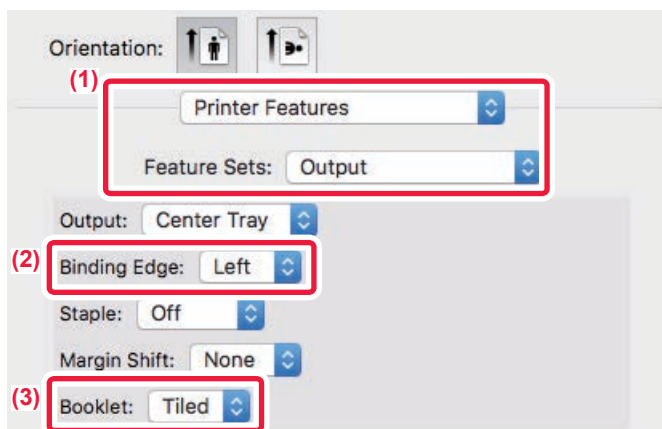 Orientation:
(1)
Printer Features
Feature Sets: Output
Output: Center Tray
(2) Binding Edge: Left
Staple: Off
Margin Shift: None
(3) Booklet: Tiled